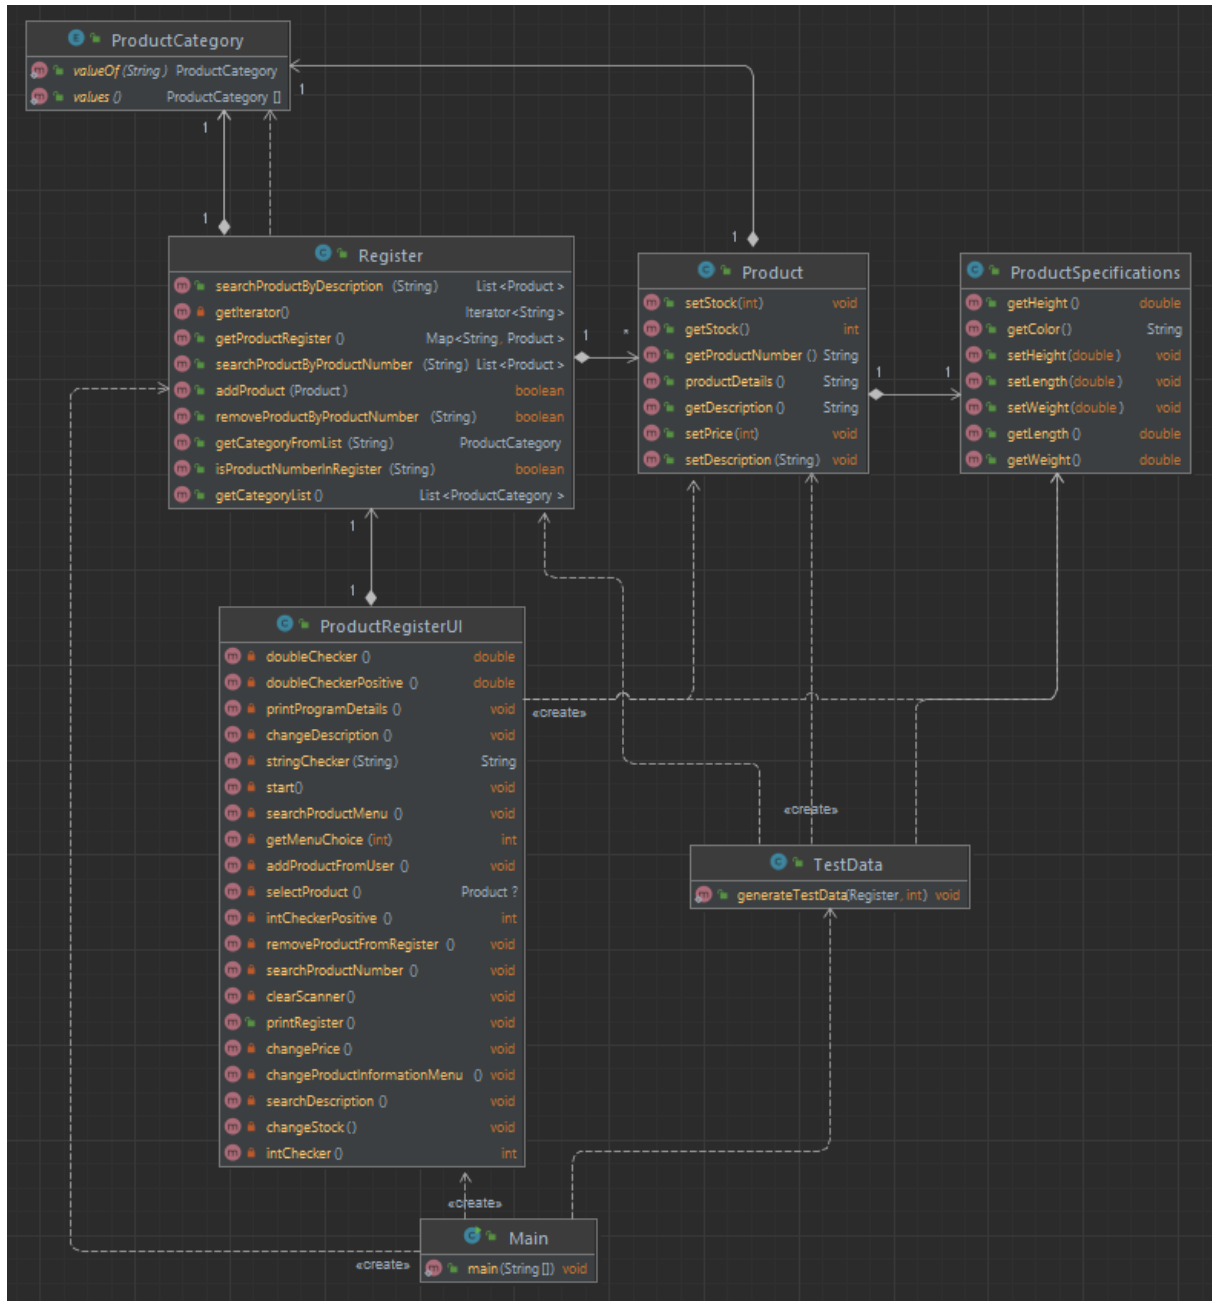 ProductCategory
valueOf(String) ProductCategory
values() ProductCategory []
1
1
1
1
Register
searchProductByDescription (String) List<Product>
getIterator() Iterator<String>
getProductRegister () Map<String, Product>
searchProductByProductNumber (String) List<Product>
addProduct (Product) boolean
removeProductByProductNumber (String) boolean
getCategoryFromList (String) ProductCategory
isProductNumberInRegister (String) boolean
getCategoryList () List<ProductCategory>
1
*
Product
setStock(int) void
getStock() int
getProductNumber () String
productDetails () String
getDescription () String
setPrice(int) void
setDescription (String) void
1
1
ProductSpecifications
getHeight () double
getColor() String
setHeight(double) void
setLength(double) void
setWeight(double) void
getLength () double
getWeight() double
1
1
ProductRegisterUI
doubleChecker () double
doubleCheckerPositive () double
printProgramDetails () void
changeDescription () void
stringChecker(String) String
start() void
searchProductMenu () void
getMenuChoice (int) int
addProductFromUser () void
selectProduct () Product?
intCheckerPositive () int
removeProductFromRegister () void
searchProductNumber () void
clearScanner() void
printRegister() void
changePrice() void
changeProductInformationMenu () void
searchDescription () void
changeStock() void
intChecker() int
«create»
«create»
TestData
generateTestData(Register, int) void
«create»
Main
main(String[]) void
«create»